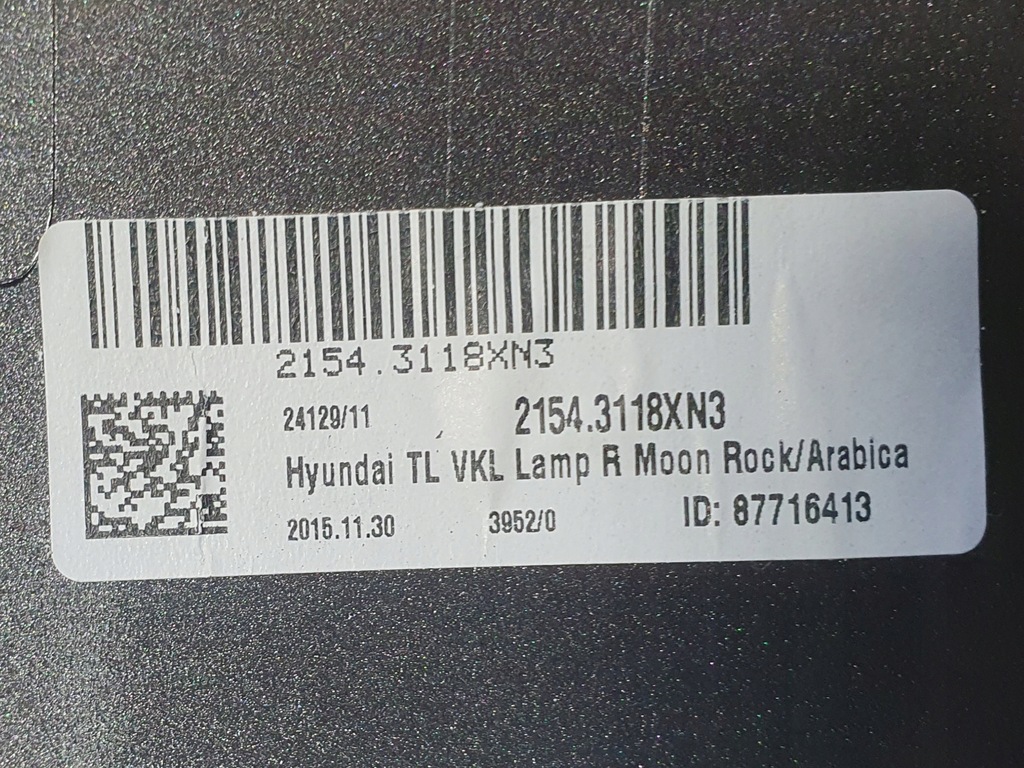 2154.3118XN3
24129/11 2154.3118XN3
Hyundai TL VKL Lamp R Moon Rock/Arabica
2015.11.30 3952/0 ID: 87716413